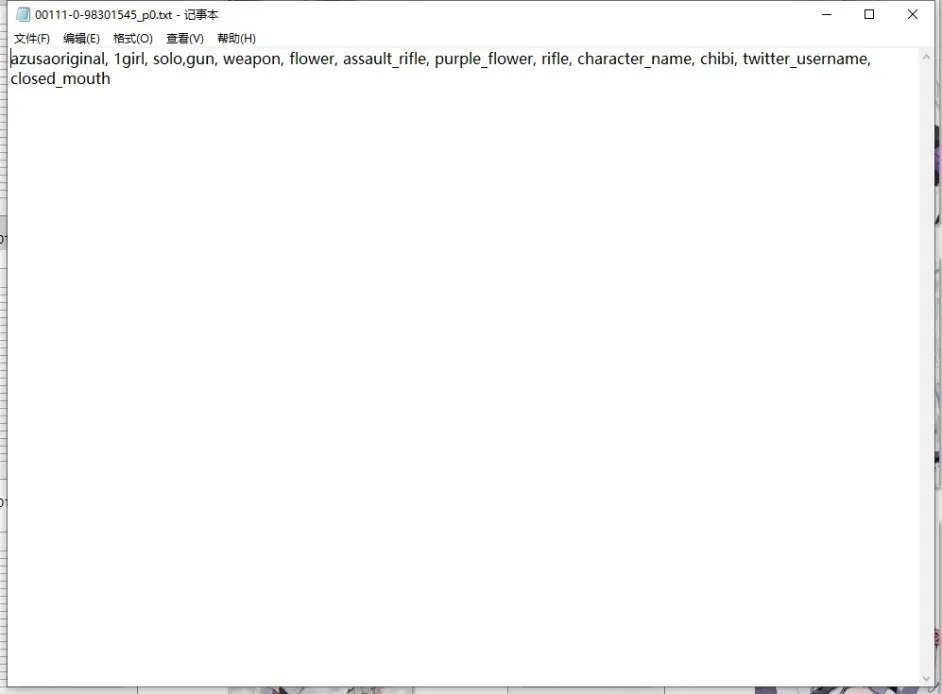 00111-0-98301545_p0.txt - 记事本
文件(F) 编辑(E) 格式(O) 查看(V) 帮助(H)
azusaoriginal, 1girl, solo,gun, weapon, flower, assault_rifle, purple_flower, rifle, character_name, chibi, twitter_username,
closed_mouth